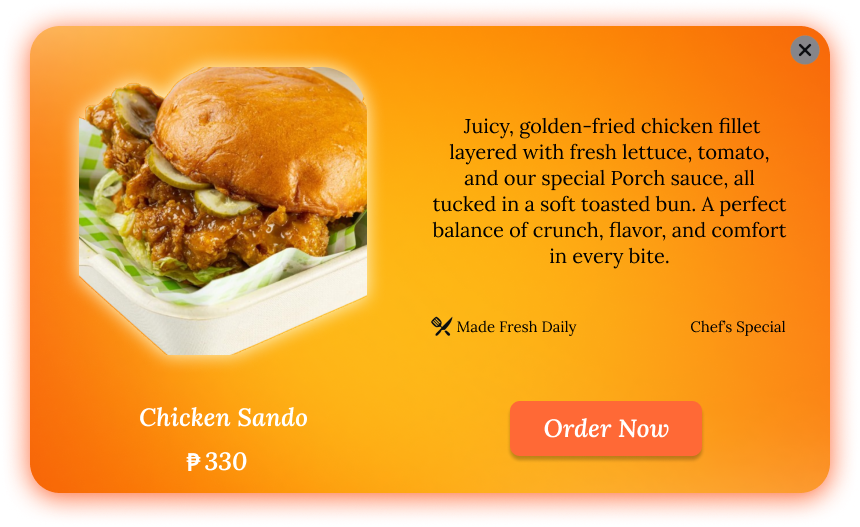 Juicy, golden-fried chicken fillet
layered with fresh lettuce, tomato,
and our special Porch sauce, all
tucked in a soft toasted bun. A perfect
balance of crunch, flavor, and comfort
in every bite.
Made Fresh Daily
Chef's Special
Chicken Sando
₱ 330
Order Now